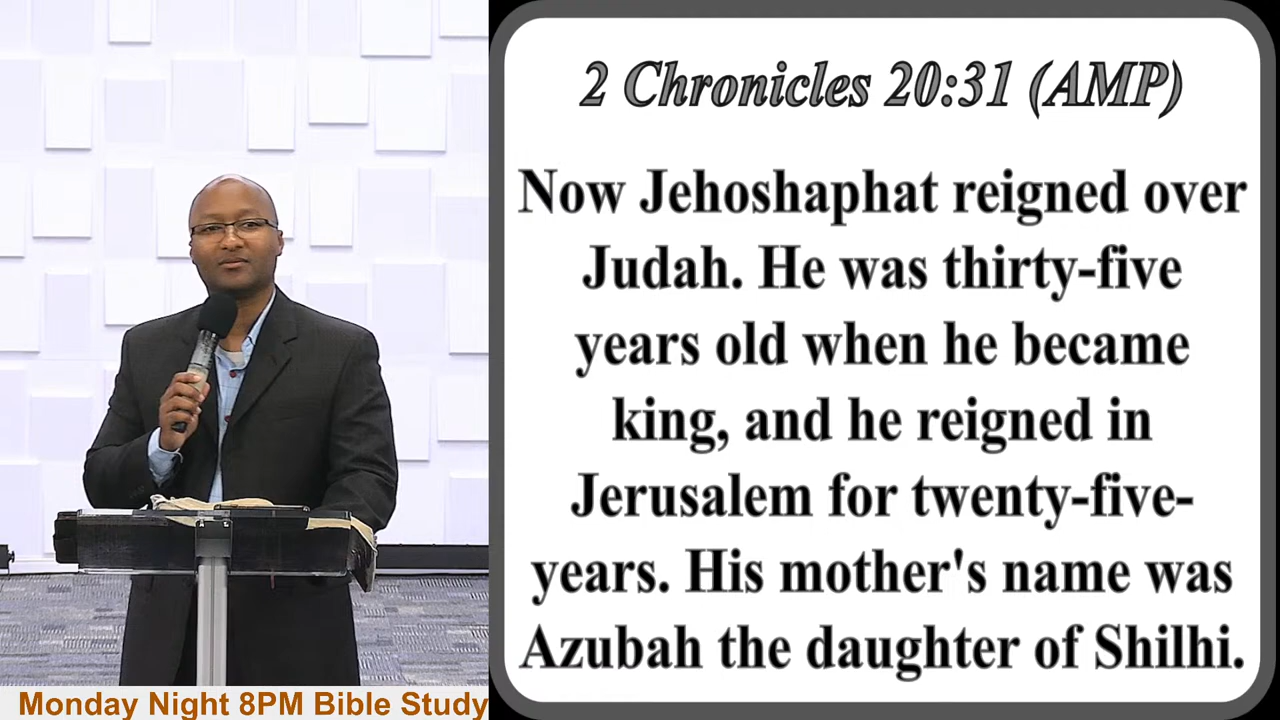 2 Chronicles 20:31 (AMP)
Now Jehoshaphat reigned over
Judah. He was thirty-five
years old when he became
king, and he reigned in
Jerusalem for twenty-five-
years. His mother's name was
Azubah the daughter of Shilhi.
Monday Night 8PM Bible Study